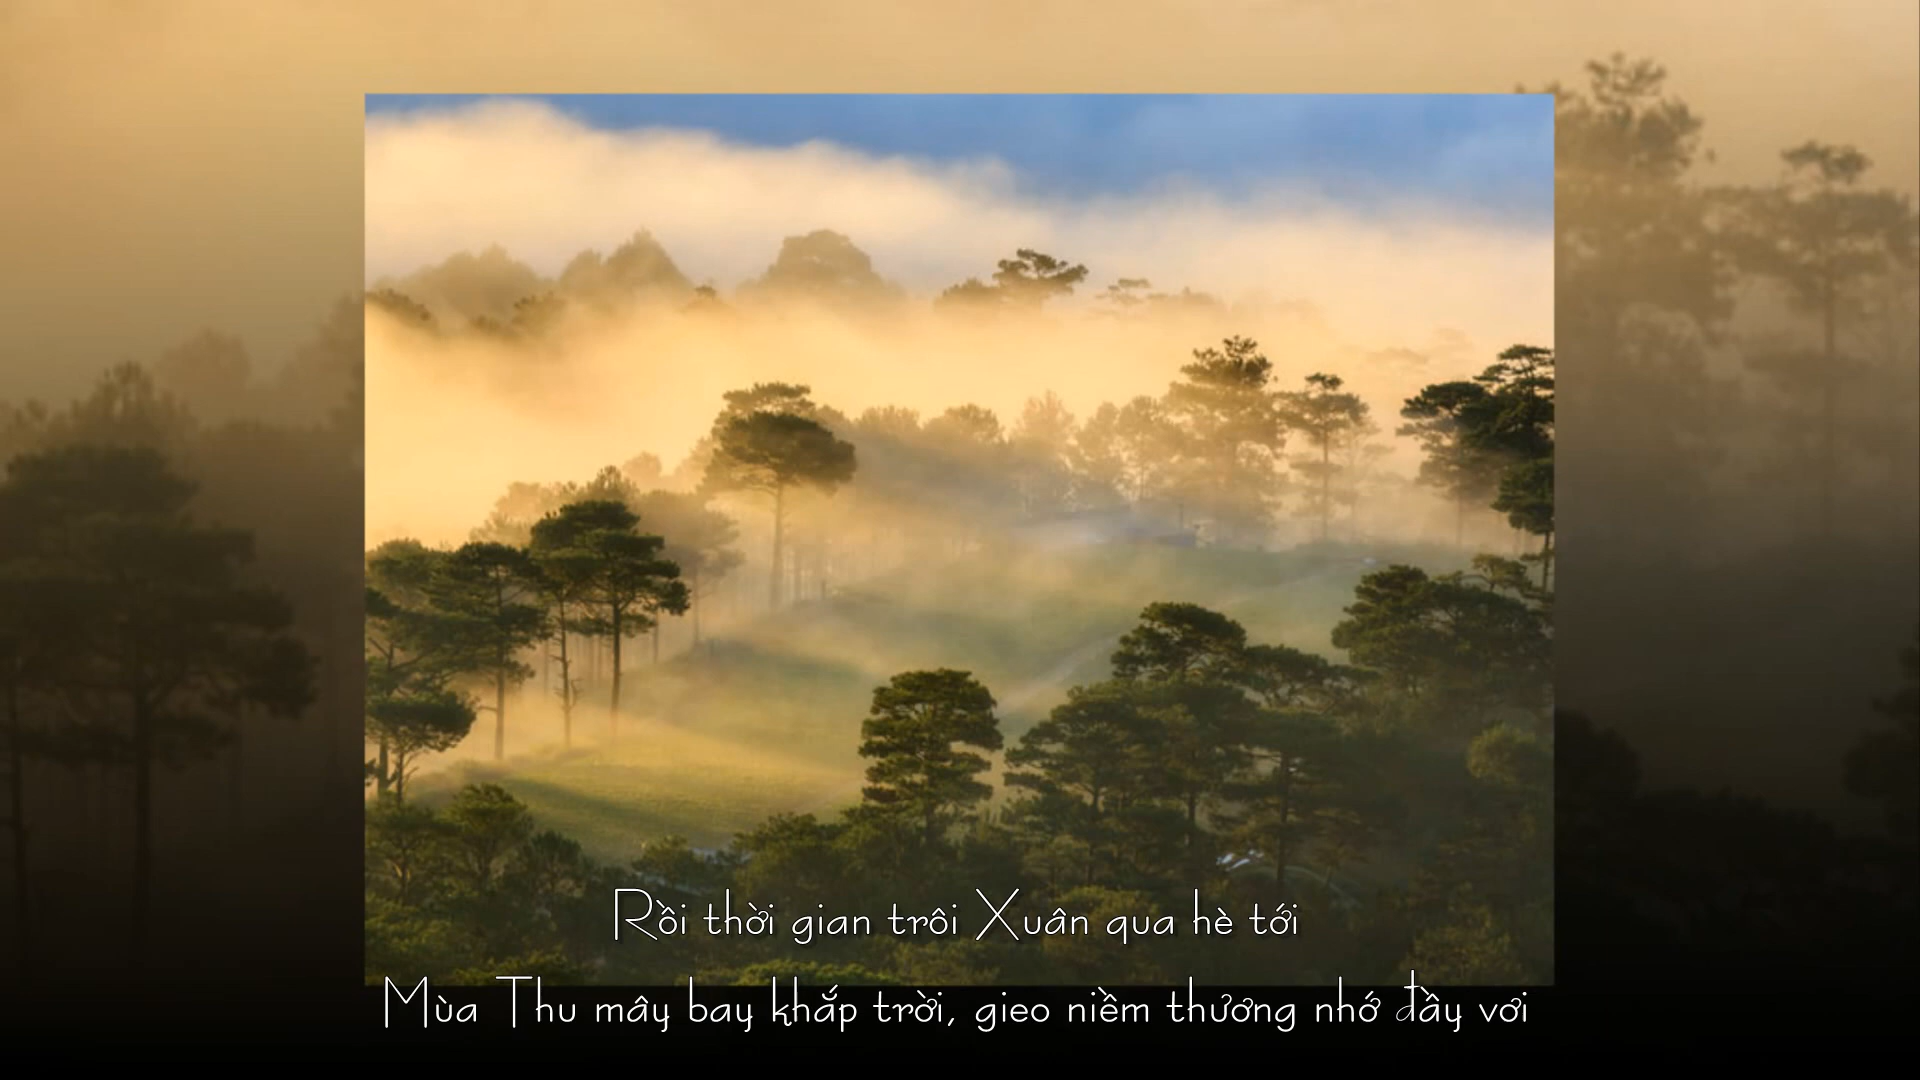 Rồi thời gian trôi Xuân qua hè tới
Mùa Thu mây bay khắp trời, gieo niềm thương nhớ đầy vơi